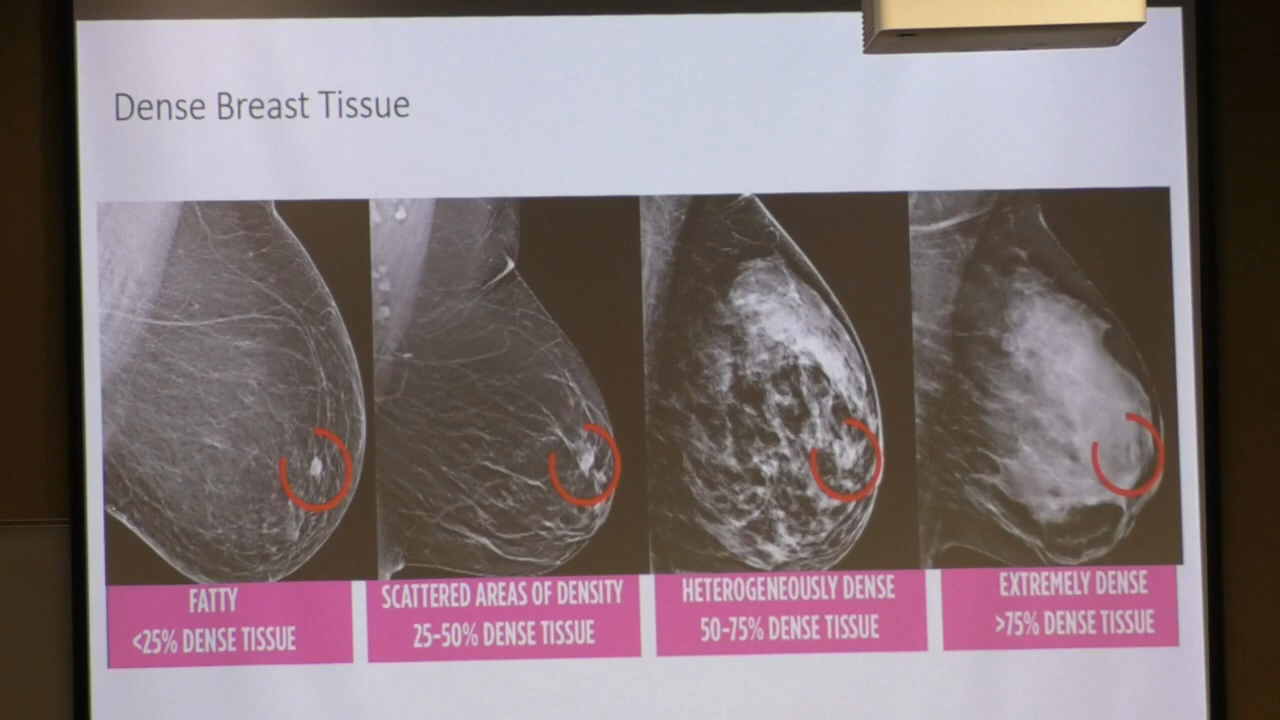 Dense Breast Tissue
FATTY
<25% DENSE TISSUE
SCATTERED AREAS OF DENSITY
25-50% DENSE TISSUE
HETEROGENEOUSLY DENSE
50-75% DENSE TISSUE
EXTREMELY DENSE
>75% DENSE TISSUE